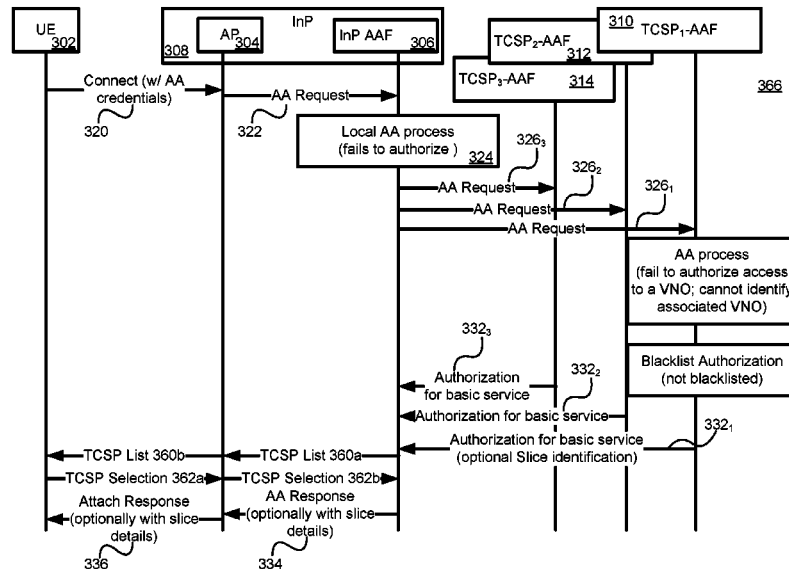 InP
310
TCSP1-AAF
UE
302
308
AP
304
InP AAF
306
TCSP2-AAF
312
TCSP3-AAF
314
366
Connect (w/ AA
credentials)
320
AA Request
322
Local AA process
(fails to authorize )
324
3263
AA Request
3262
AA Request
3261
AA Request
AA process
(fail to authorize access
to a VNO; cannot identify
associated VNO)
Blacklist Authorization
(not blacklisted)
3323
Authorization
for basic service
3322
Authorization for basic service
3321
Authorization for basic service
(optional Slice identification)
TCSP List 360b
TCSP List 360a
TCSP Selection 362a
TCSP Selection 362b
Attach Response
(optionally with slice
details)
336
AA Response
(optionally with slice
details)
334